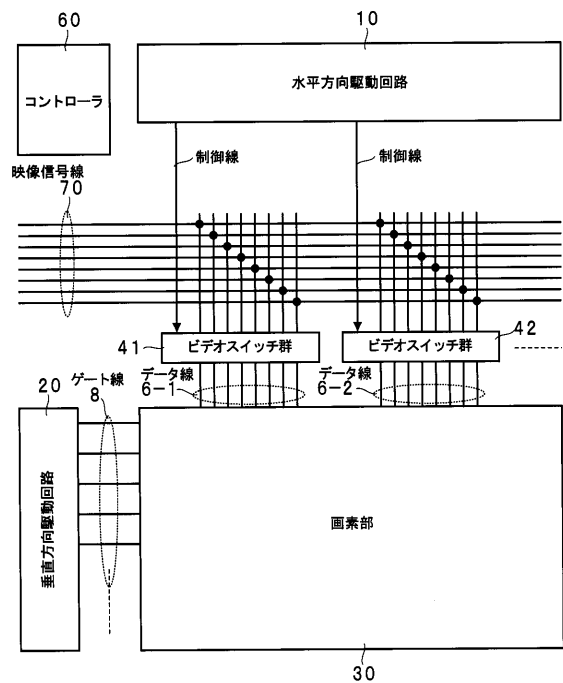 60
10
コントローラ
水平方向駆動回路
制御線
制御線
映像信号線
70
41
ビデオスイッチ群
ビデオスイッチ群
42
20
ゲート線
8
データ線
6-1
データ線
6-2
垂直方向駆動回路
画素部
30